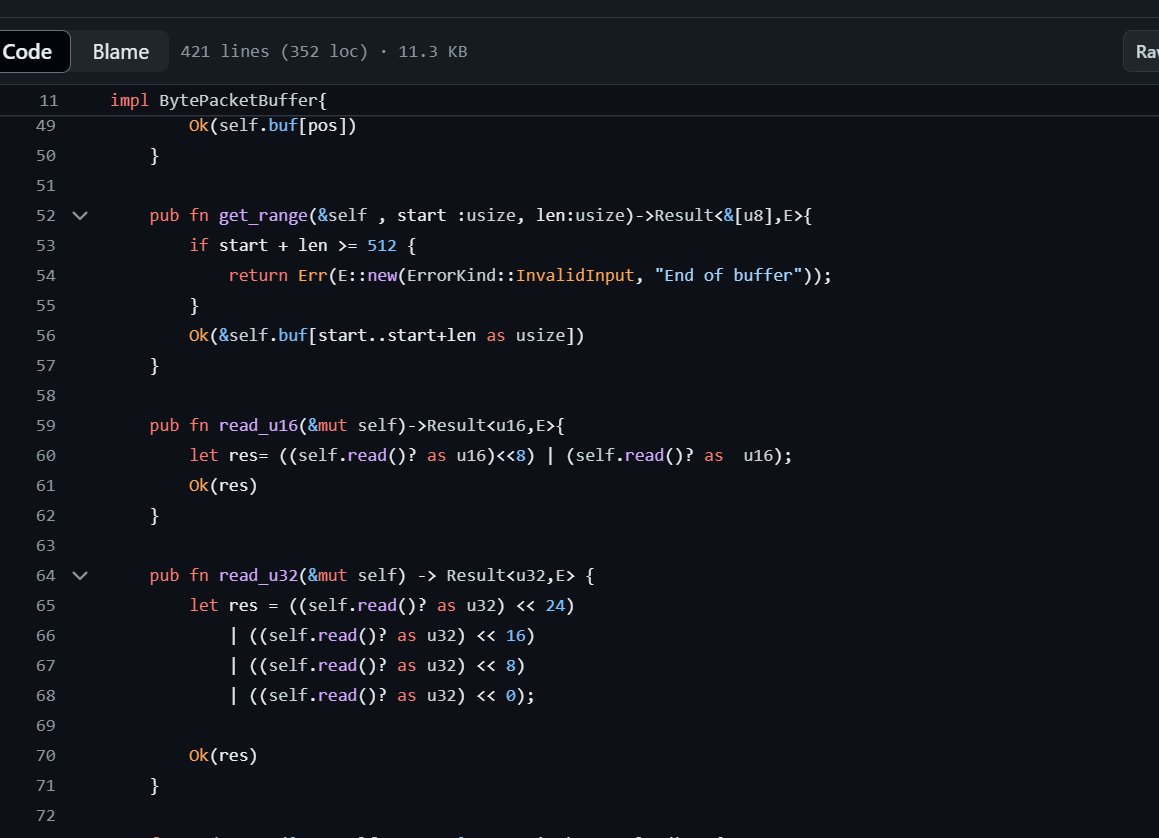 Code Blame 421 lines (352 loc) · 11.3 KB
11 impl BytePacketBuffer{
49 Ok(self.buf[pos])
50 }
51
52 pub fn get_range(&self , start :usize, len:usize)->Result<&[u8],E>{
53 if start + len >= 512 {
54 return Err(E::new(ErrorKind::InvalidInput, "End of buffer"));
55 }
56 Ok(&self.buf[start..start+len as usize])
57 }
58
59 pub fn read_u16(&mut self)->Result<u16,E>{
60 let res= ((self.read()? as u16)<<8) | (self.read()? as  u16);
61 Ok(res)
62 }
63
64 pub fn read_u32(&mut self) -> Result<u32,E> {
65 let res = ((self.read()? as u32) << 24)
66 | ((self.read()? as u32) << 16)
67 | ((self.read()? as u32) << 8)
68 | ((self.read()? as u32) << 0);
69
70 Ok(res)
71 }
72